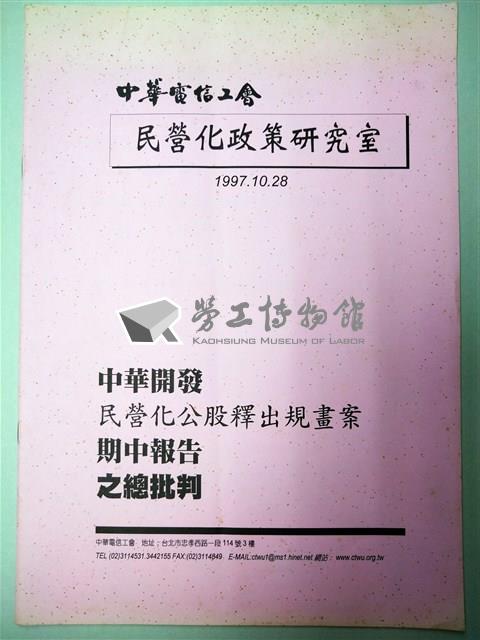 中華電信工會
民營化政策研究室
1997.10.28
勞工博物館
KAOHSIUNG MUSEUM OF LABOR
中華開發
民營化公股釋出規畫案
期中報告
之總批判
中華電信工會 地址：台北市忠孝西路一段114號3樓
TEL (02)3114531.3442155 FAX:(02)3114849 E-MAIL:ctwu1@ms1.hinet.net 網站： www.ctwu.org.tw